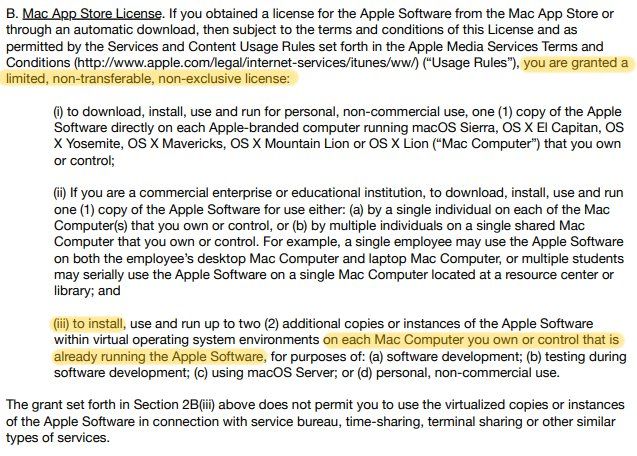 B. Mac App Store License. If you obtained a license for the Apple Software from the Mac App Store or
through an automatic download, then subject to the terms and conditions of this License and as
permitted by the Services and Content Usage Rules set forth in the Apple Media Services Terms and
Conditions (http://www.apple.com/legal/internet-services/itunes/ww/) (“Usage Rules”), you are granted a
limited, non-transferable, non-exclusive license:
(i) to download, install, use and run for personal, non-commercial use, one (1) copy of the Apple
Software directly on each Apple-branded computer running macOS Sierra, OS X El Capitan, OS
X Yosemite, OS X Mavericks, OS X Mountain Lion or OS X Lion (“Mac Computer”) that you own
or control;
(ii) If you are a commercial enterprise or educational institution, to download, install, use and run
one (1) copy of the Apple Software for use either: (a) by a single individual on each of the Mac
Computer(s) that you own or control, or (b) by multiple individuals on a single shared Mac
Computer that you own or control. For example, a single employee may use the Apple Software
on both the employee’s desktop Mac Computer and laptop Mac Computer, or multiple students
may serially use the Apple Software on a single Mac Computer located at a resource center or
library; and
(iii) to install, use and run up to two (2) additional copies or instances of the Apple Software
within virtual operating system environments on each Mac Computer you own or control that is
already running the Apple Software, for purposes of: (a) software development; (b) testing during
software development; (c) using macOS Server; or (d) personal, non-commercial use.
The grant set forth in Section 2B(iii) above does not permit you to use the virtualized copies or instances
of the Apple Software in connection with service bureau, time-sharing, terminal sharing or other similar
types of services.